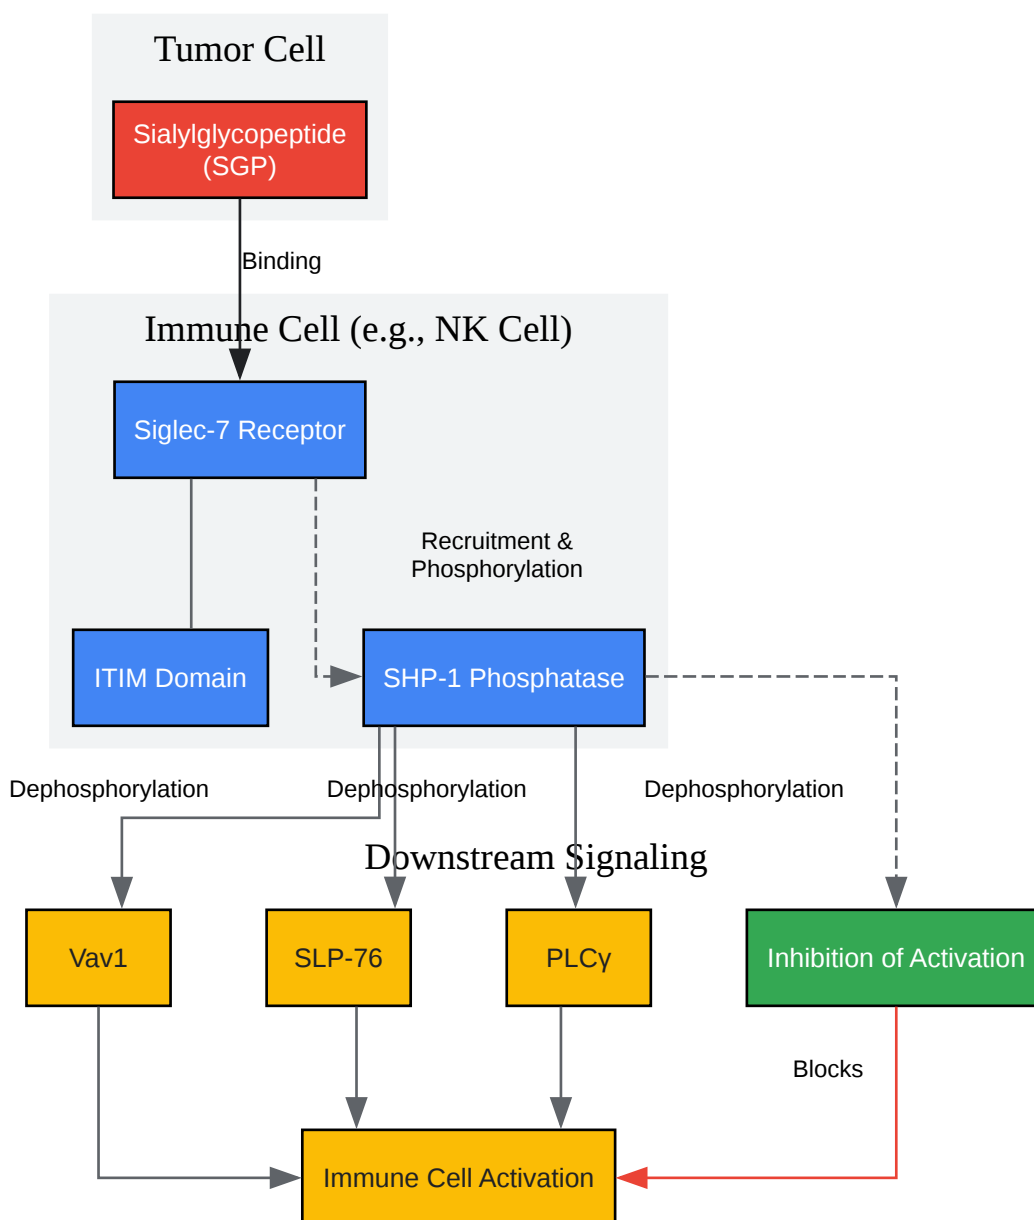 Tumor Cell
Sialylglycopeptide
(SGP)
Binding
Immune Cell (e.g., NK Cell)
Siglec-7 Receptor
Recruitment &
Phosphorylation
ITIM Domain
SHP-1 Phosphatase
Dephosphorylation
Dephosphorylation
Dephosphorylation
Downstream Signaling
Vav1
SLP-76
PLCγ
Inhibition of Activation
Blocks
Immune Cell Activation